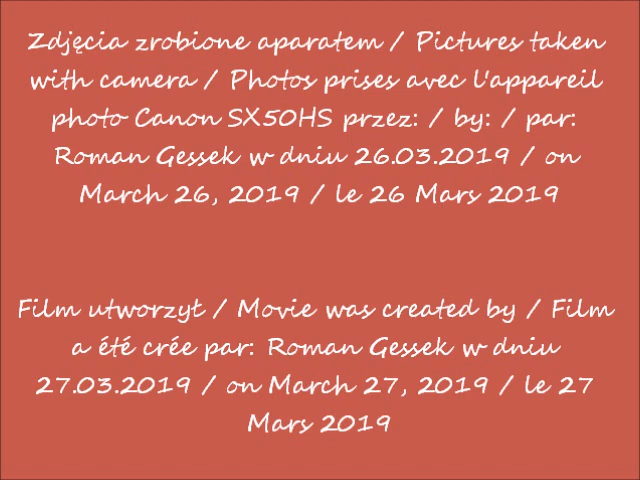 Zdjęcia zrobione aparatem / Pictures taken
with camera / Photos prises avec l'appareil
photo Canon SX50HS przez: / by: / par:
Roman Gessek w dniu 26.03.2019 / on
March 26, 2019 / le 26 Mars 2019
Film utworzył / Movie was created by / Film
a été crée par: Roman Gessek w dniu
27.03.2019 / on March 27, 2019 / le 27
Mars 2019